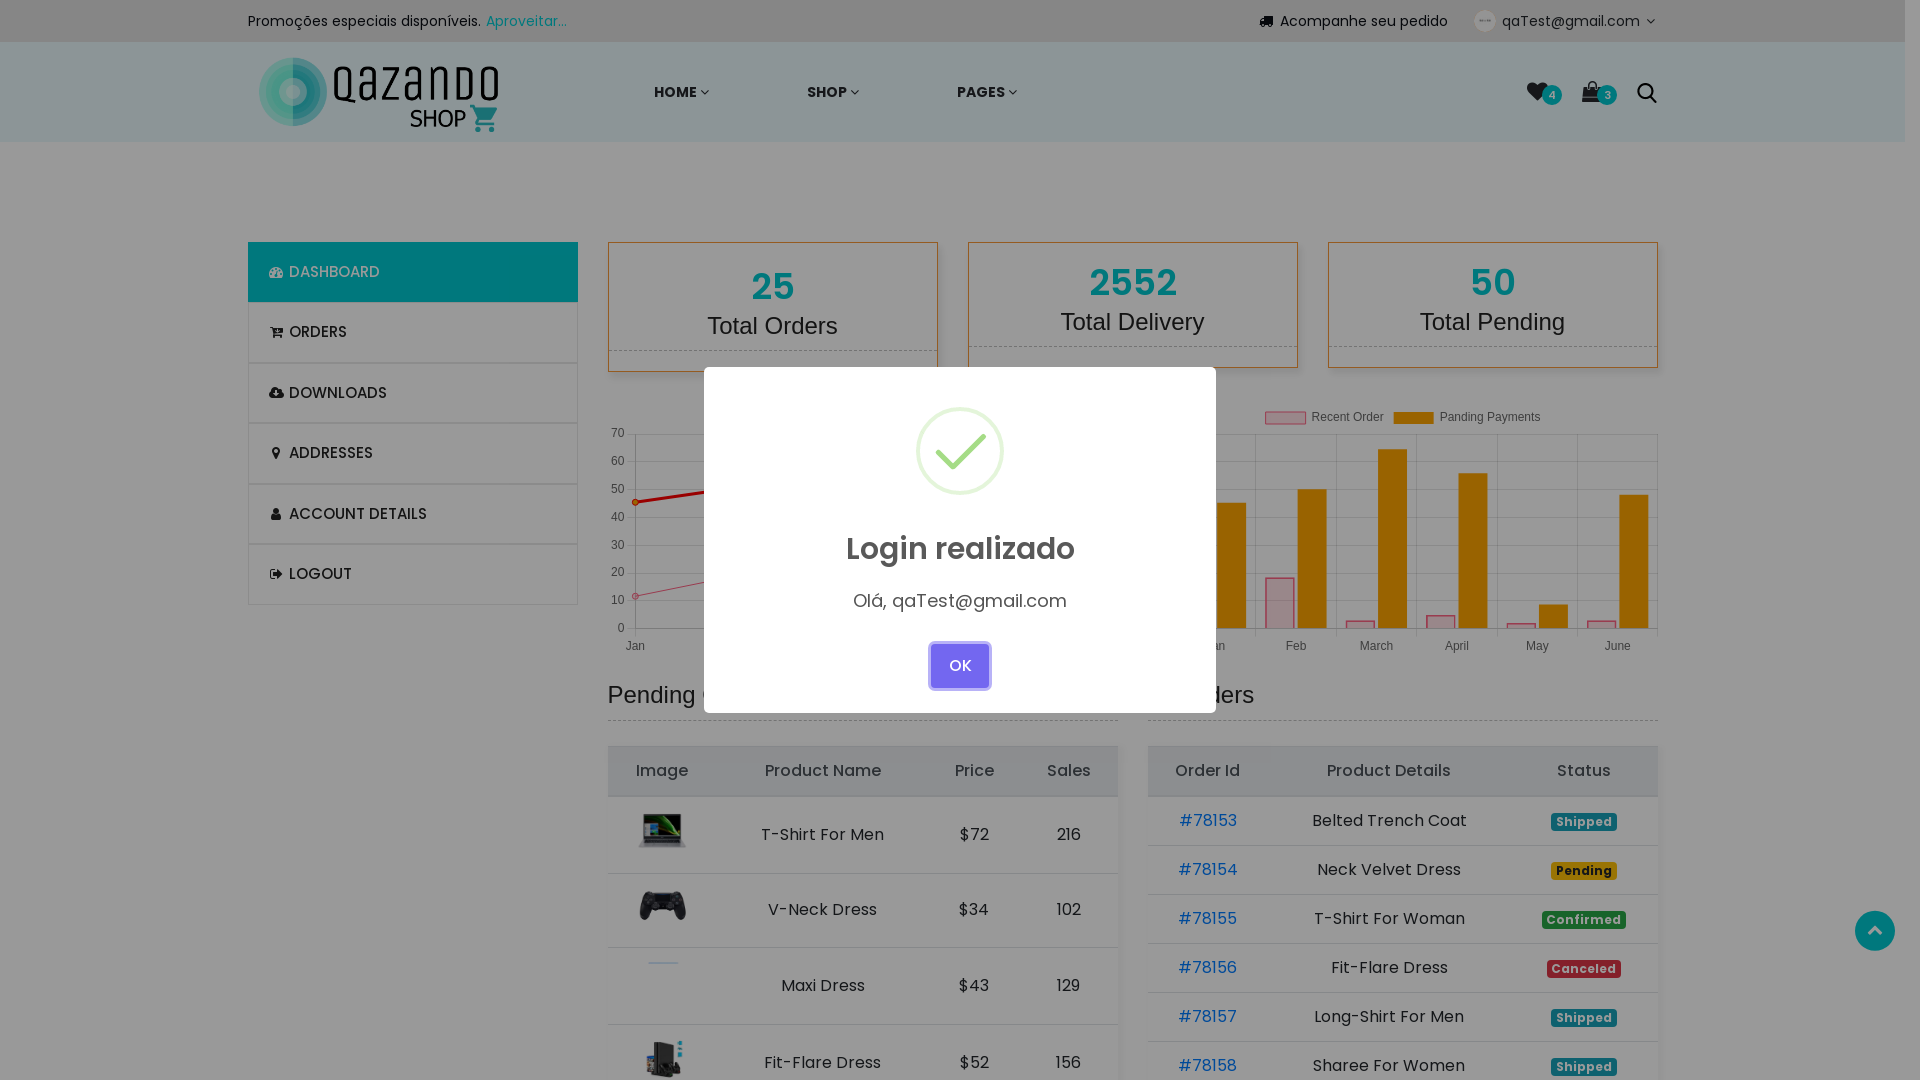 Promoções especiais disponíveis. Aproveitar...
Acompanhe seu pedido
qaTest@gmail.com
QAZANDO
SHOP
HOME
SHOP
PAGES
4
3
DASHBOARD
ORDERS
DOWNLOADS
ADDRESSES
ACCOUNT DETAILS
LOGOUT
25
Total Orders
2552
Total Delivery
50
Total Pending
70
60
50
40
30
20
10
0
Jan
Recent Order
Panding Payments
Feb
March
April
May
June
Login realizado
Olá, qaTest@gmail.com
OK
Pending
Image Product Name Price Sales
T-Shirt For Men $72 216
V-Neck Dress $34 102
Maxi Dress $43 129
Fit-Flare Dress $52 156
Order Id Product Details Status
#78153 Belted Trench Coat Shipped
#78154 Neck Velvet Dress Pending
#78155 T-Shirt For Woman Confirmed
#78156 Fit-Flare Dress Canceled
#78157 Long-Shirt For Men Shipped
#78158 Sharee For Women Shipped